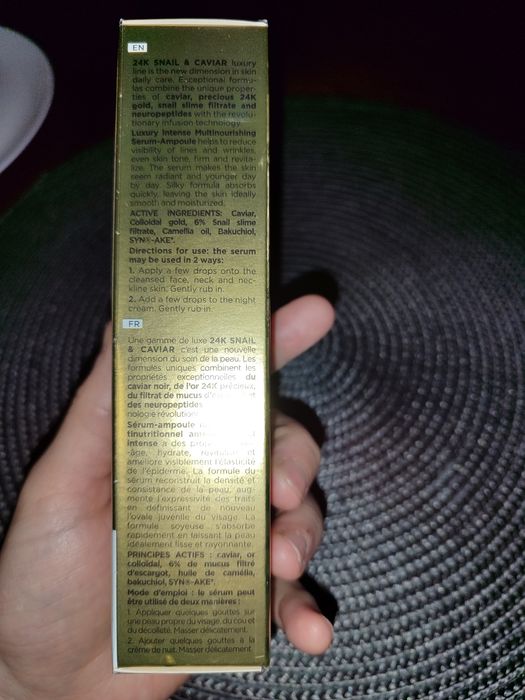 EN
24K SNAIL & CAVIAR luxury
line is the new dimension in skin
daily care. Exceptional formu-
las combine the unique proper-
ties of caviar, precious 24K
gold, snail slime filtrate and
neuropeptides with the revolu-
tionary infusion technology.
Luxury Intense Multinourishing
Serum-Ampoule helps to reduce
visibility of lines and wrinkles,
even skin tone, firm and revita-
lize. The serum makes the skin
seem radiant and younger day
by day. Silky formula absorbs
quickly, leaving the skin ideally
smooth and moisturized.
ACTIVE INGREDIENTS: Caviar,
Colloidal gold, 6% Snail slime
filtrate, Camellia oil, Bakuchiol,
SYN®-AKE*.
Directions for use: the serum
may be used in 2 ways:
1. Apply a few drops onto the
cleansed face, neck and nec-
kline skin. Gently rub in.
2. Add a few drops to the night
cream. Gently rub in.
FR
Une gamme de luxe 24K SNAIL
& CAVIAR c'est une nouvelle
dimension du soin de la peau. Les
formules uniques combinent les
propriétés exceptionnelles du
caviar noir, de l'or 24K précieux,
du filtrat de mucus et
des neuropeptides
nologie révolution
Sérum-ampoule
tinutritionnel
intense a des
-âge, hydrate, revitalise et
améliore visiblement l'élasticité
de l'épiderme. La formule du
sérum reconstruit la densité et
consistance de la peau, aug-
mente l'expressivité des traits
en définissant de nouveau
l'ovale juvénile du visage. La
formule soyeuse s'absorbe
rapidement en laissant la peau
idéalement lisse et rayonnante.
PRINCIPES ACTIFS : caviar, or
colloïdal, 6% de mucus filtré
d'escargot, huile de camélia,
bakuchiol, SYN®-AKE*.
Mode d'emploi : le sérum peut
être utilisé de deux manières :
1. Appliquer quelques gouttes sur
une peau propre du visage, du cou et
du décolleté. Masser délicatement.
2. Ajouter quelques gouttes à la
crème de nuit. Masser délicatement.